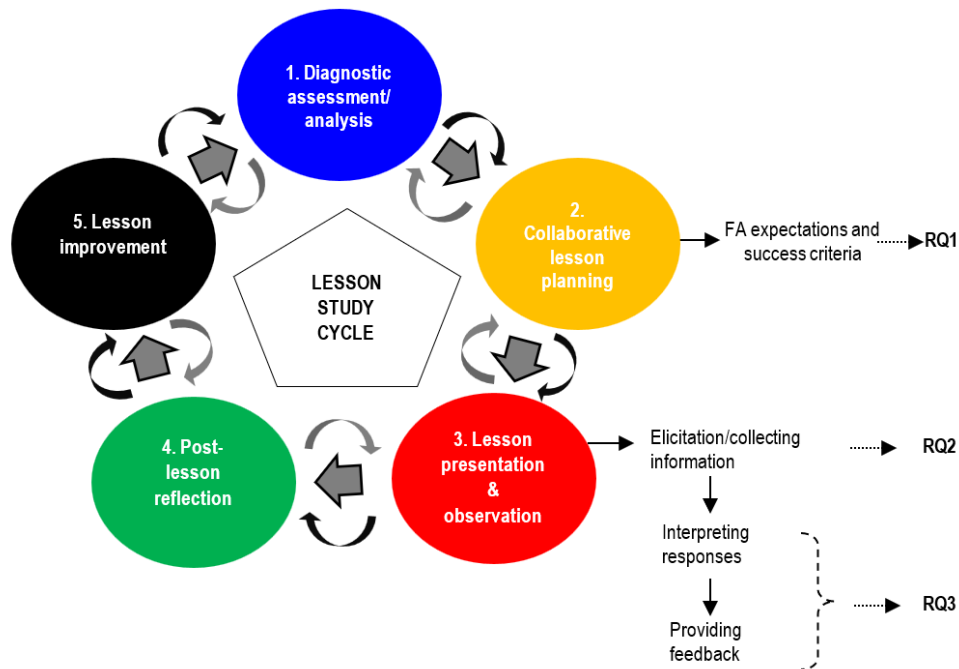 1. Diagnostic
assessment/
analysis
2.
Collaborative
lesson
planning
FA expectations and
success criteria
RQ1
5. Lesson
improvement
LESSON
STUDY
CYCLE
3. Lesson
presentation
&
observation
Elicitation/collecting
information
RQ2
4. Post-
lesson
reflection
Interpreting
responses
RQ3
Providing
feedback